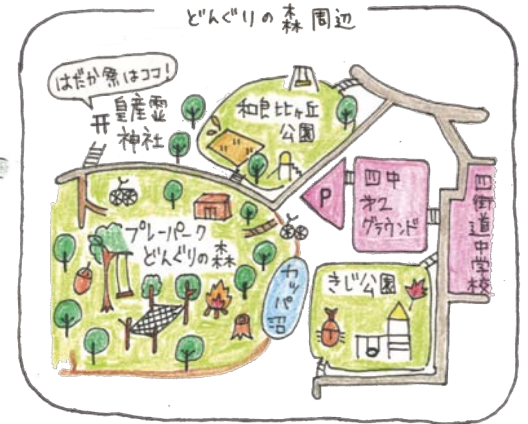 どんぐりの森周辺
はだか祭はココ!
皇産霊
神社
和良比ヶ丘
公園
P
四中
第2
グラウンド
四街道中学校
プレーパーク
どんぐりの森
カッパ沼
きじ公園